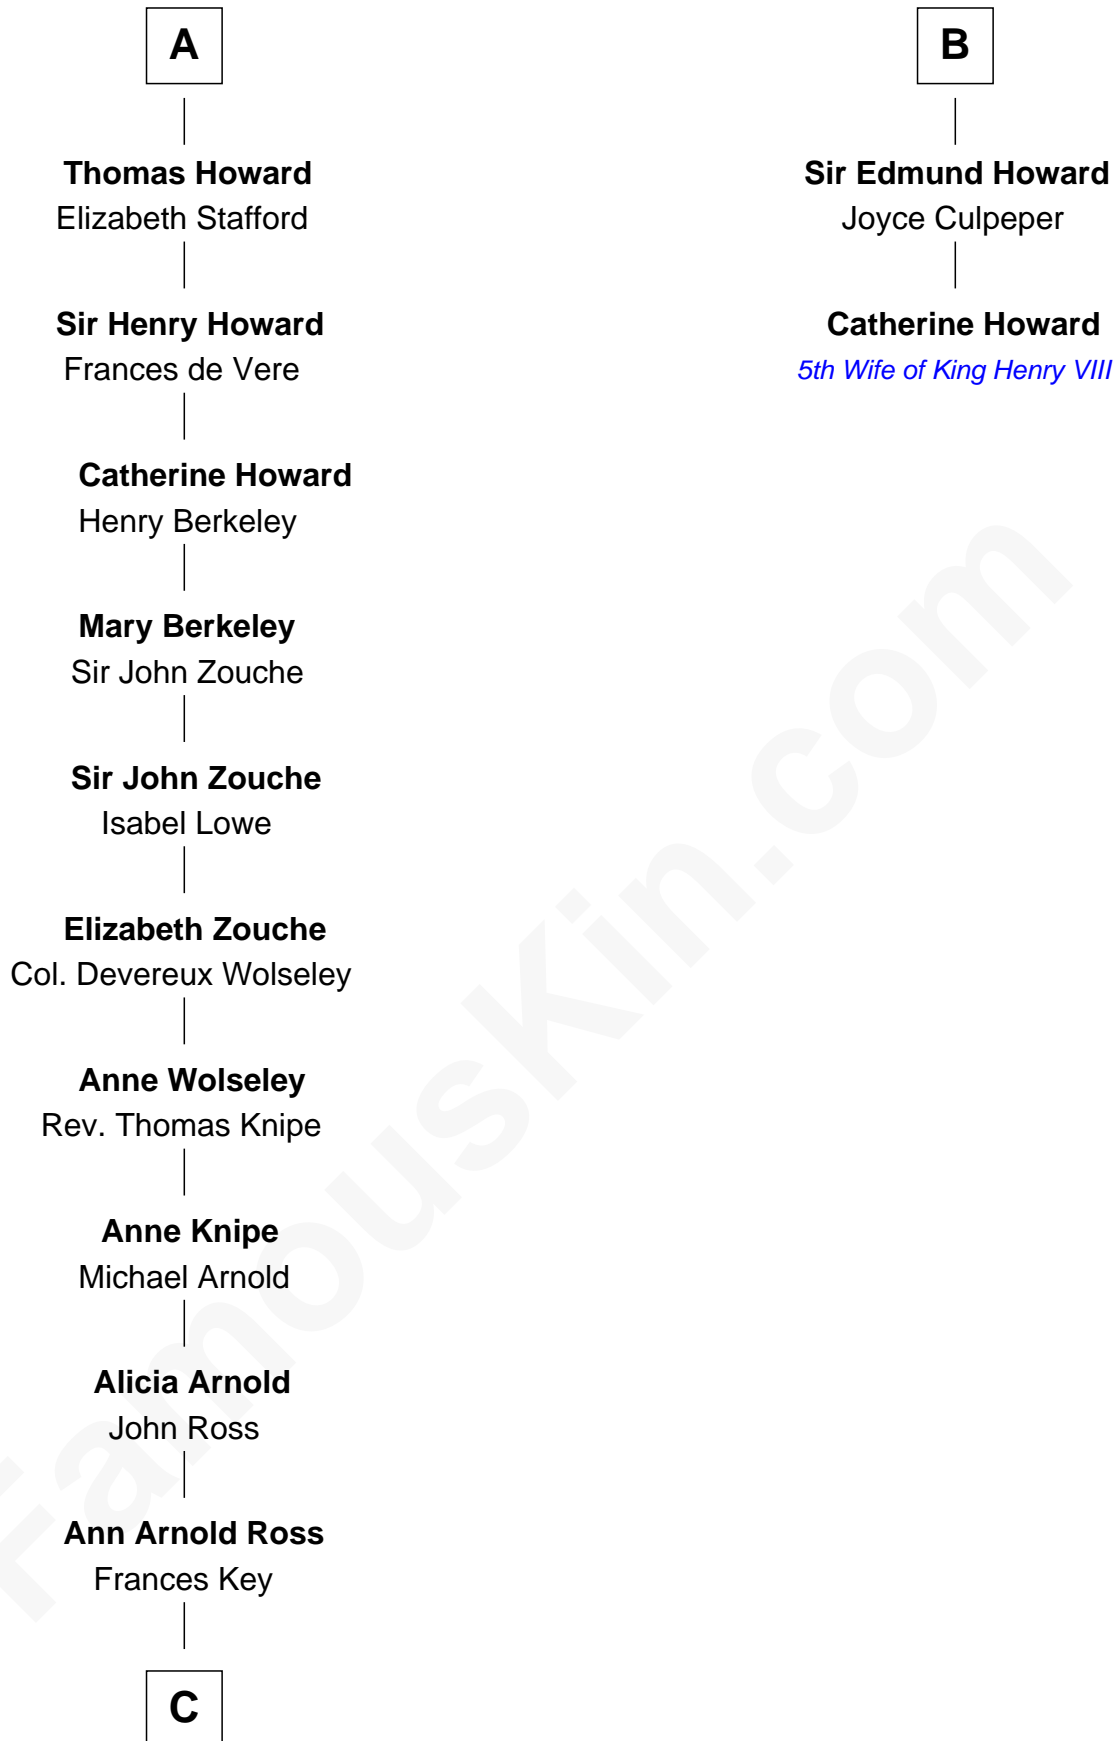 A
B
Thomas Howard
Elizabeth Stafford
Sir Edmund Howard
Joyce Culpeper
Sir Henry Howard
Frances de Vere
Catherine Howard
5th Wife of King Henry VIII
Catherine Howard
Henry Berkeley
Mary Berkeley
Sir John Zouche
Sir John Zouche
Isabel Lowe
Elizabeth Zouche
Col. Devereux Wolseley
Anne Wolseley
Rev. Thomas Knipe
Anne Knipe
Michael Arnold
Alicia Arnold
John Ross
Ann Arnold Ross
Frances Key
C
FamousKin.com